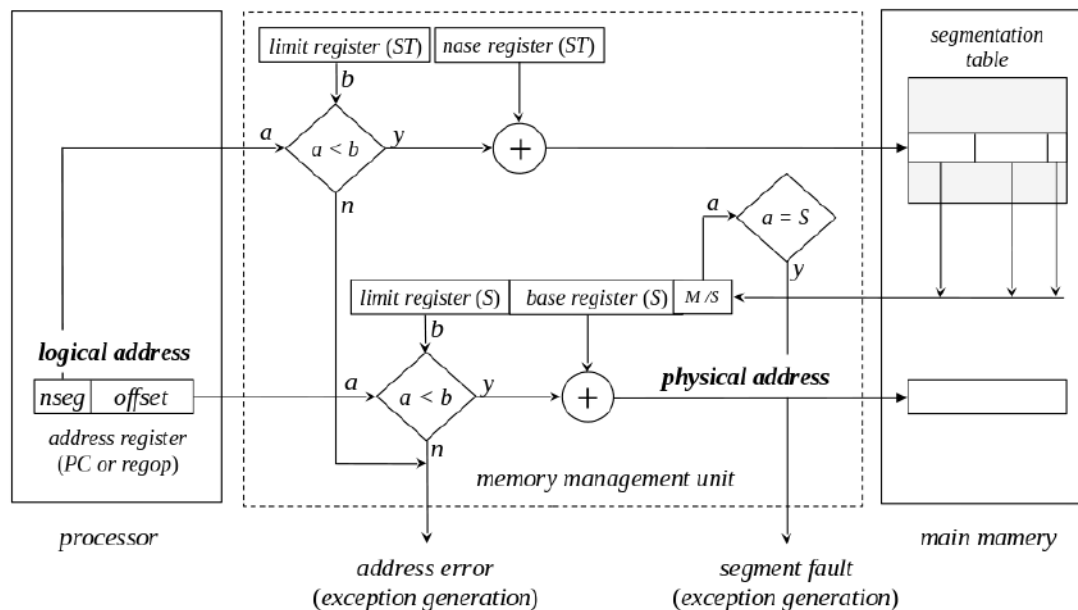 limit register (ST)
nase register (ST)
segmentation
table
b
a
a < b
y
+
n
a
a = S
y
limit register (S)
base register (S)
M/S
b
logical address
a
a < b
y
+
physical address
nseg
offset
n
address register
(PC or regop)
memory management unit
processor
main mamery
address error
(exception generation)
segment fault
(exception generation)